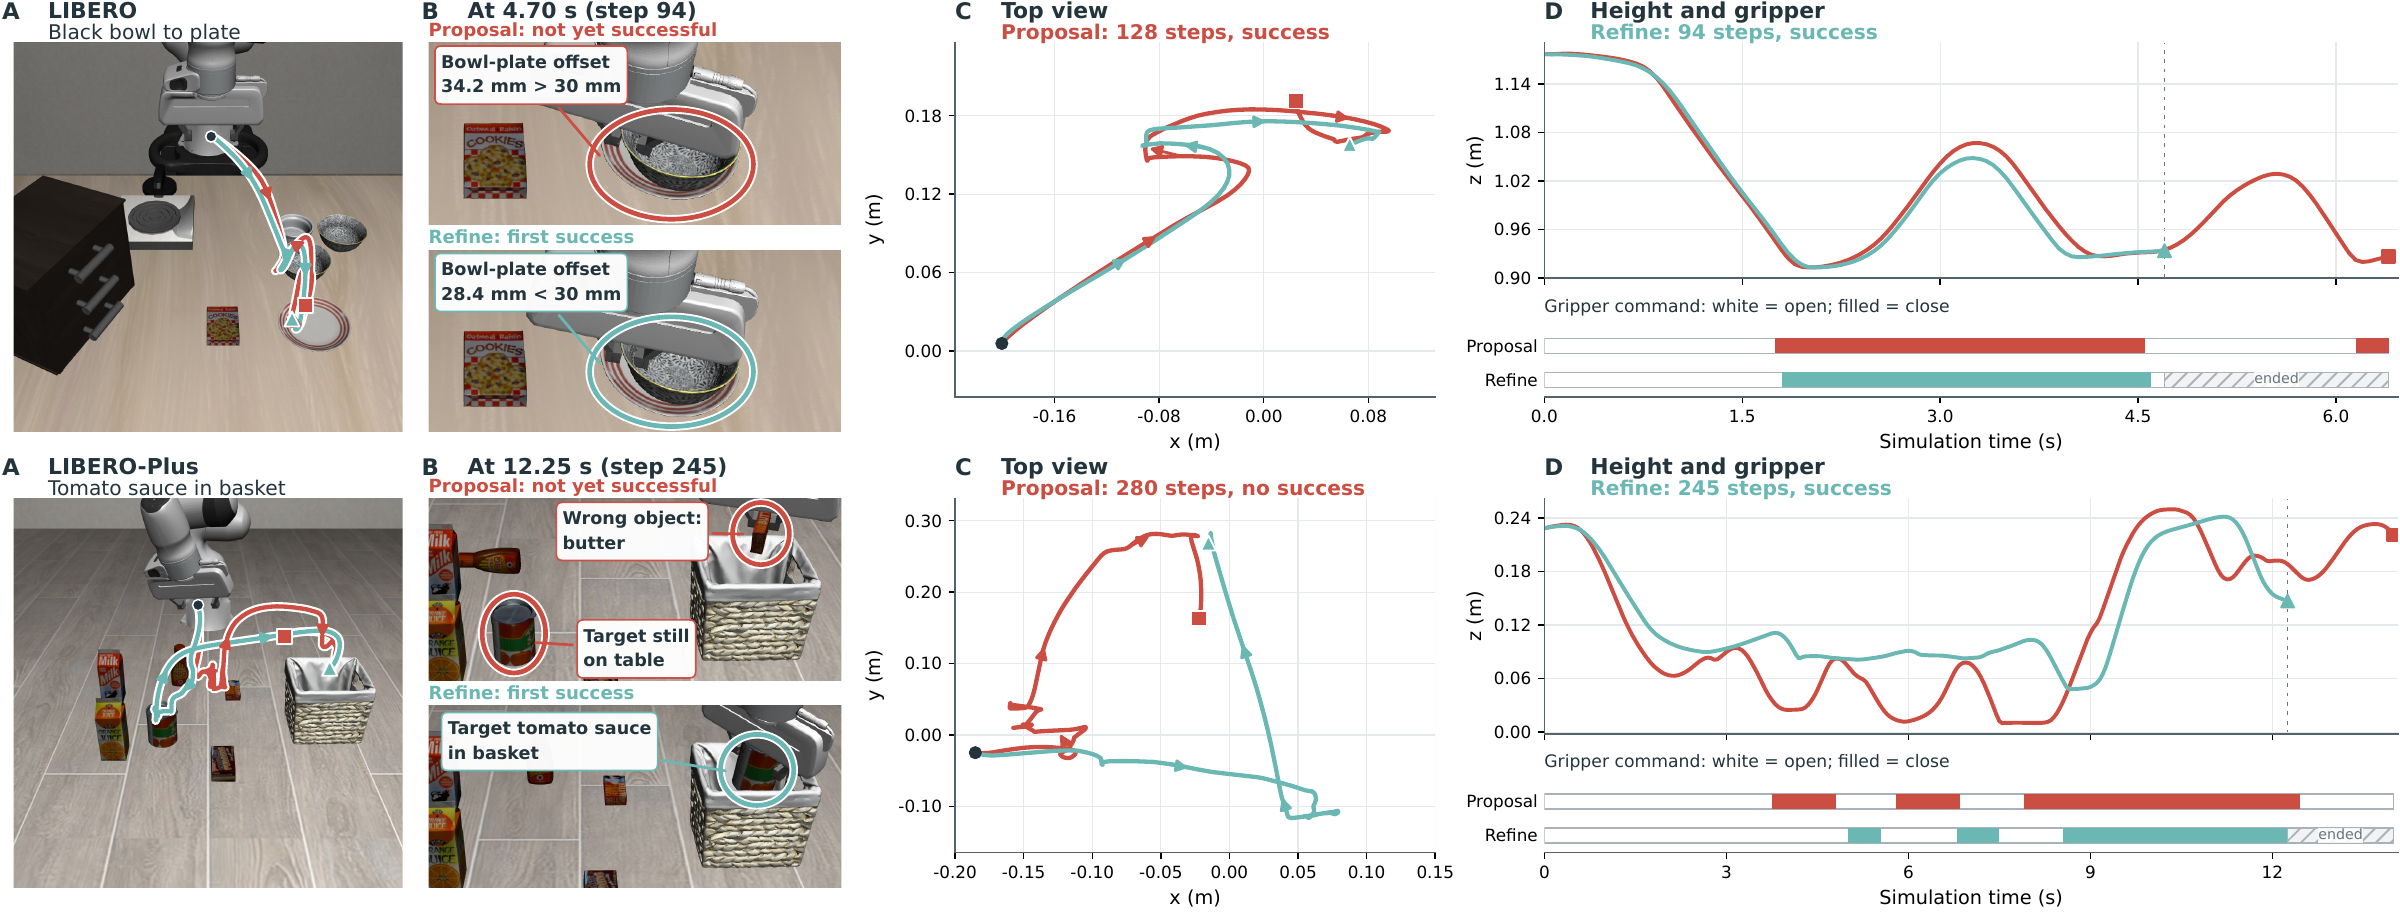 A LIBERO
Black bowl to plate
B At 4.70 s (step 94)
Proposal: not yet successful
Bowl-plate offset
34.2 mm > 30 mm
COOKIES
Refine: first success
Bowl-plate offset
28.4 mm < 30 mm
COOKIES
C Top view
Proposal: 128 steps, success
y (m)
0.18
0.12
0.06
0.00
-0.16 -0.08 0.00 0.08
x (m)
D Height and gripper
Refine: 94 steps, success
z (m)
1.14
1.08
1.02
0.96
0.90
Gripper command: white = open; filled = close
Proposal
Refine ended
0.0 1.5 3.0 4.5 6.0
Simulation time (s)
A LIBERO-Plus
Tomato sauce in basket
Milk
B At 12.25 s (step 245)
Proposal: not yet successful
Wrong object:
butter
Milk
Target still
on table
Refine: first success
Target tomato sauce
in basket
C Top view
Proposal: 280 steps, no success
y (m)
0.30
0.20
0.10
0.00
-0.10
-0.20 -0.15 -0.10 -0.05 0.00 0.05 0.10 0.15
x (m)
D Height and gripper
Refine: 245 steps, success
z (m)
0.24
0.18
0.12
0.06
0.00
Gripper command: white = open; filled = close
Proposal
Refine ended
0 3 6 9 12
Simulation time (s)